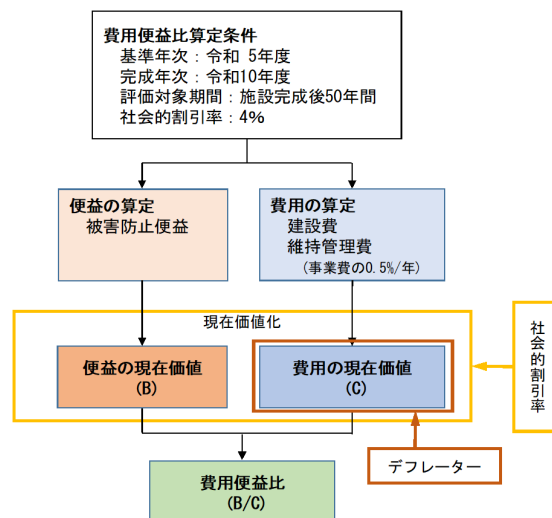 費用便益比算定条件
基準年次：令和 5年度
完成年次：令和10年度
評価対象期間：施設完成後50年間
社会的割引率：4%
便益の算定
被害防止便益
費用の算定
建設費
維持管理費
(事業費の0.5%/年)
現在価値化
社会的割引率
便益の現在価値
(B)
費用の現在価値
(C)
デフレーター
費用便益比
(B/C)